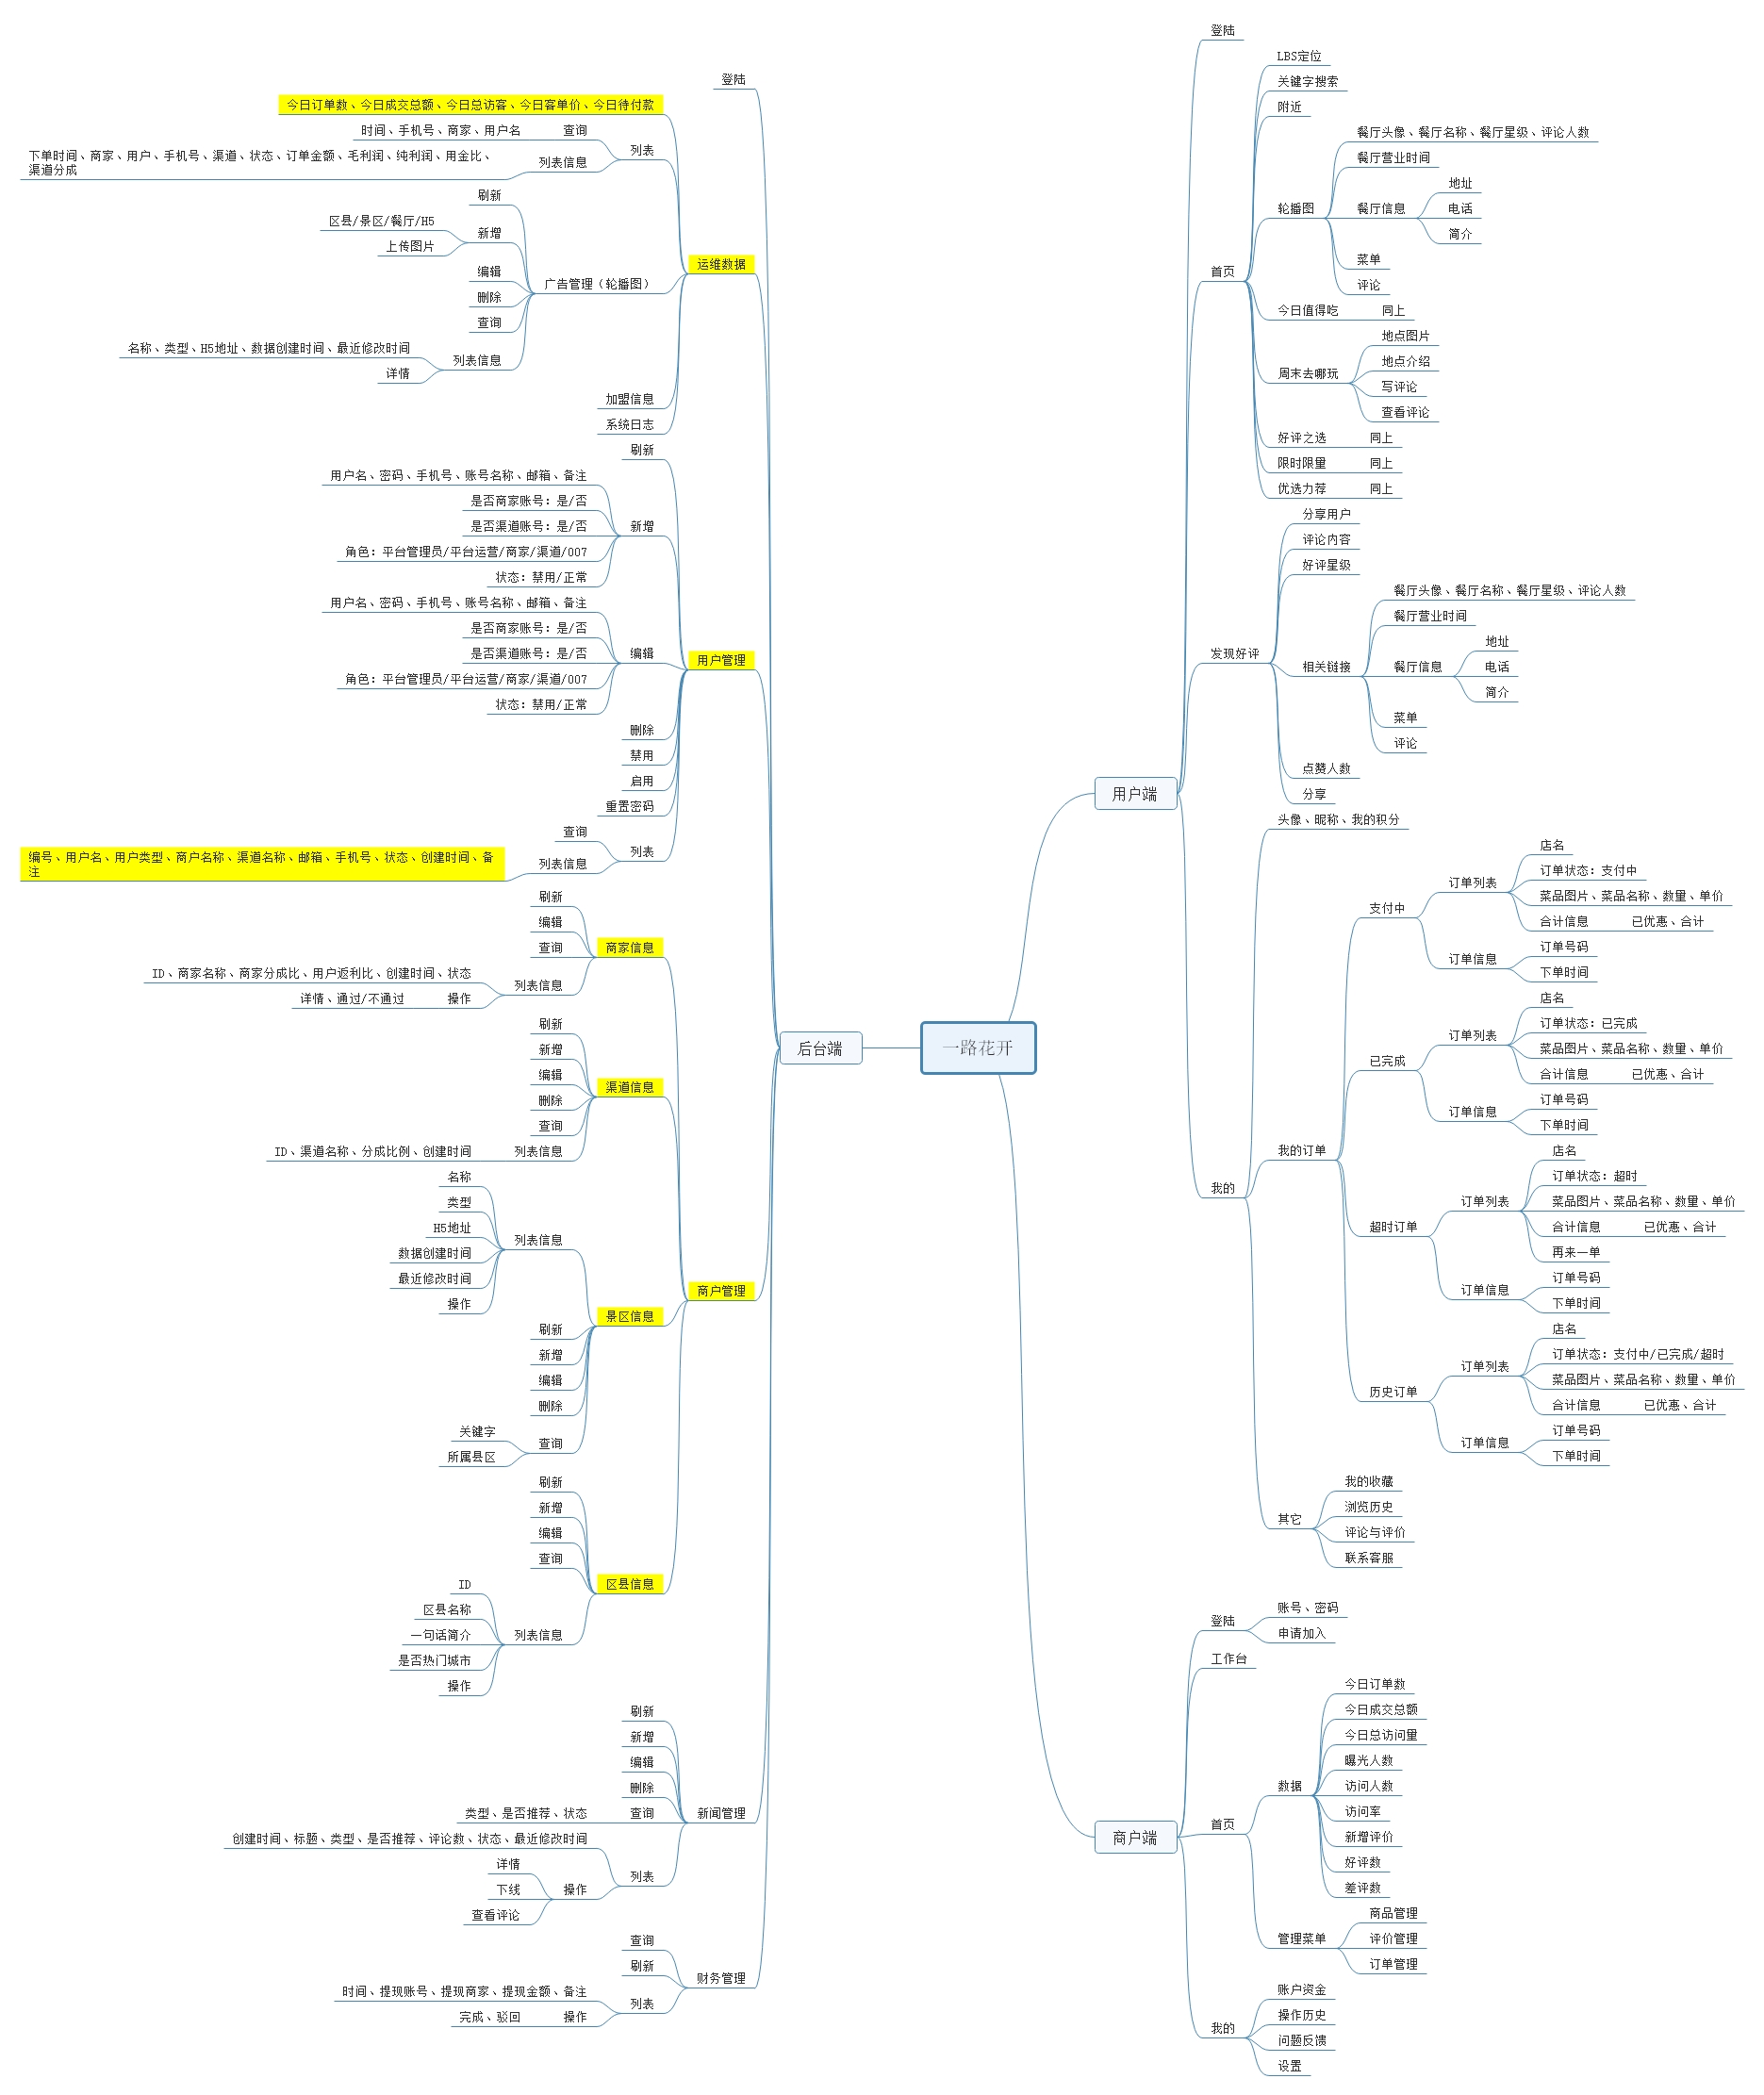 一路花开
用户端
登陆
首页
LBS定位
关键字搜索
附近
轮播图
餐厅头像、餐厅名称、餐厅星级、评论人数
餐厅营业时间
餐厅信息
地址
电话
简介
菜单
评论
今日值得吃
同上
周末去哪玩
地点图片
地点介绍
写评论
查看评论
好评之选
同上
限时限量
同上
优选力荐
同上
发现好评
分享用户
评论内容
好评星级
相关链接
餐厅头像、餐厅名称、餐厅星级、评论人数
餐厅营业时间
餐厅信息
地址
电话
简介
菜单
评论
点赞人数
分享
我的
头像、昵称、我的积分
我的订单
支付中
订单列表
店名
订单状态：支付中
菜品图片、菜品名称、数量、单价
合计信息
已优惠、合计
订单信息
订单号码
下单时间
已完成
订单列表
店名
订单状态：已完成
菜品图片、菜品名称、数量、单价
合计信息
已优惠、合计
订单信息
订单号码
下单时间
超时订单
订单列表
店名
订单状态：超时
菜品图片、菜品名称、数量、单价
合计信息
已优惠、合计
再来一单
订单信息
订单号码
下单时间
历史订单
订单列表
店名
订单状态：支付中/已完成/超时
菜品图片、菜品名称、数量、单价
合计信息
已优惠、合计
订单信息
订单号码
下单时间
其它
我的收藏
浏览历史
评论与评价
联系客服
商户端
登陆
账号、密码
申请加入
工作台
首页
数据
今日订单数
今日成交总额
今日总访问量
曝光人数
访问人数
访问率
新增评价
好评数
差评数
管理菜单
商品管理
评价管理
订单管理
我的
账户资金
操作历史
问题反馈
设置
后台端
登陆
运维数据
今日订单数、今日成交总额、今日总访客、今日客单价、今日待付款
列表
查询
时间、手机号、商家、用户名
列表信息
下单时间、商家、用户、手机号、渠道、状态、订单金额、毛利润、纯利润、用金比、
渠道分成
广告管理（轮播图）
刷新
新增
区县/景区/餐厅/H5
上传图片
编辑
删除
查询
列表信息
名称、类型、H5地址、数据创建时间、最近修改时间
详情
加盟信息
系统日志
用户管理
刷新
新增
用户名、密码、手机号、账号名称、邮箱、备注
是否商家账号：是/否
是否渠道账号：是/否
角色：平台管理员/平台运营/商家/渠道/007
状态：禁用/正常
编辑
用户名、密码、手机号、账号名称、邮箱、备注
是否商家账号：是/否
是否渠道账号：是/否
角色：平台管理员/平台运营/商家/渠道/007
状态：禁用/正常
删除
禁用
启用
重置密码
列表
查询
列表信息
编号、用户名、用户类型、商户名称、渠道名称、邮箱、手机号、状态、创建时间、备
注
商户管理
商家信息
刷新
编辑
查询
列表信息
ID、商家名称、商家分成比、用户返利比、创建时间、状态
操作
详情、通过/不通过
渠道信息
刷新
新增
编辑
删除
查询
列表信息
ID、渠道名称、分成比例、创建时间
景区信息
列表信息
名称
类型
H5地址
数据创建时间
最近修改时间
操作
刷新
新增
编辑
删除
查询
关键字
所属县区
区县信息
刷新
新增
编辑
查询
列表信息
ID
区县名称
一句话简介
是否热门城市
操作
新闻管理
刷新
新增
编辑
删除
查询
类型、是否推荐、状态
列表
创建时间、标题、类型、是否推荐、评论数、状态、最近修改时间
操作
详情
下线
查看评论
财务管理
查询
刷新
列表
时间、提现账号、提现商家、提现金额、备注
操作
完成、驳回